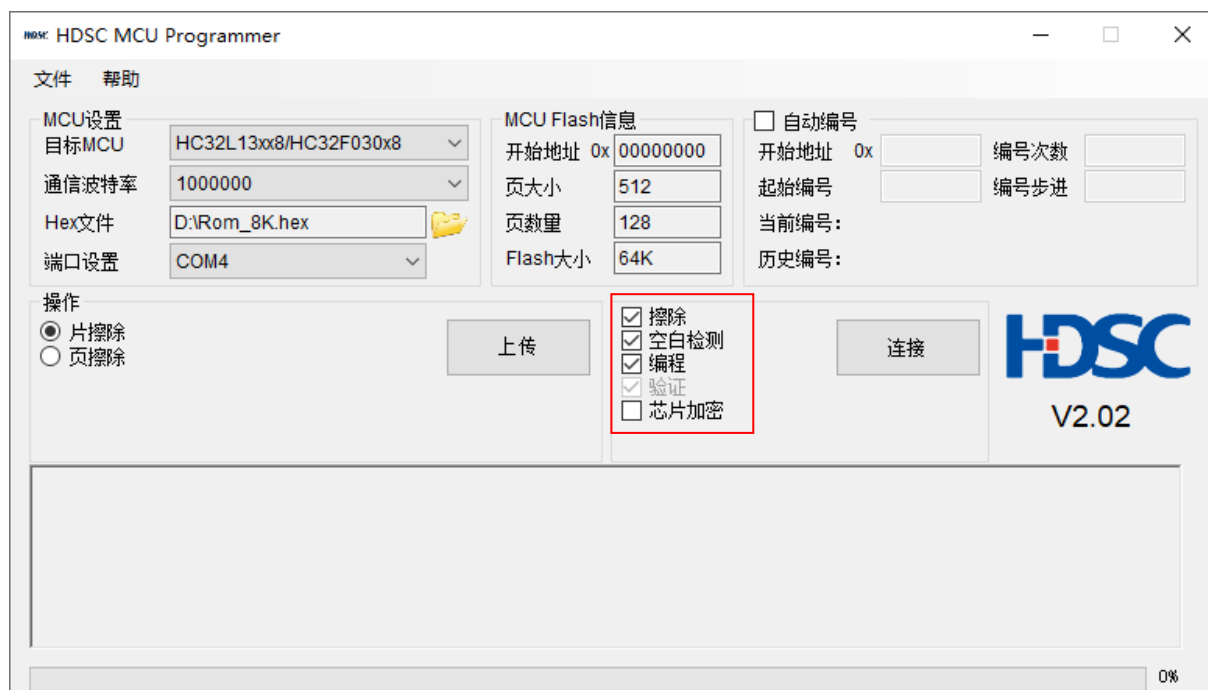 HDSC HDSC MCU Programmer
文件 帮助
MCU设置
目标MCU HC32L13xx8/HC32F030x8
通信波特率 1000000
Hex文件 D:\Rom_8K.hex
端口设置 COM4
MCU Flash信息
开始地址 0x 00000000
页大小 512
页数量 128
Flash大小 64K
自动编号
开始地址 0x 编号次数
起始编号 编号步进
当前编号:
历史编号:
操作
片擦除
页擦除
上传
擦除
空白检测
编程
验证
芯片加密
连接
HDSC
V2.02
0%